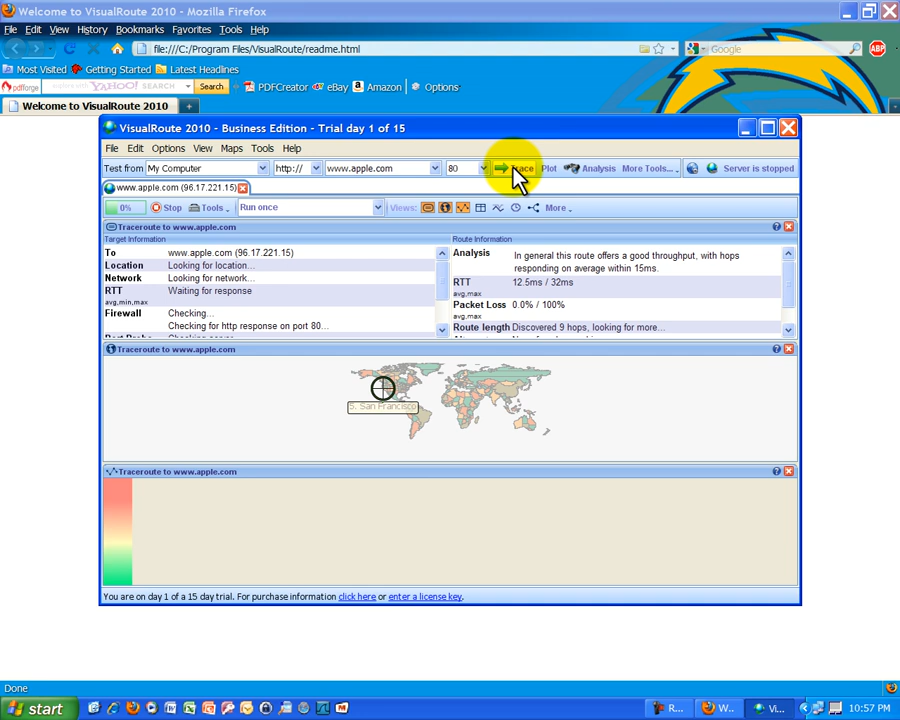 Welcome to VisualRoute 2010 - Mozilla Firefox
File Edit View History Bookmarks Favorites Tools Help
file:///C:/Program Files/VisualRoute/readme.html
Google
ABP
Most Visited Getting Started Latest Headlines
pdfforge YAHOO! SEARCH Search PDFCreator eBay Amazon Options
Welcome to VisualRoute 2010
VisualRoute 2010 - Business Edition - Trial day 1 of 15
File Edit Options View Maps Tools Help
Test from My Computer http:// www.apple.com 80 Trace Plot Analysis More Tools... Server is stopped
www.apple.com (96.17.221.15)
0% Stop Tools Run once Views: More
Traceroute to www.apple.com
Target Information
To www.apple.com (96.17.221.15)
Location Looking for location...
Network Looking for network...
RTT Waiting for response
avg,min,max
Firewall Checking...
Checking for http response on port 80...
Route Information
Analysis In general this route offers a good throughput, with hops
responding on average within 15ms.
RTT 12.5ms / 32ms
avg,max
Packet Loss 0.0% / 100%
avg,max
Route length Discovered 9 hops, looking for more...
Traceroute to www.apple.com
5. San Francisco
Traceroute to www.apple.com
You are on day 1 of a 15 day trial. For purchase information click here or enter a license key.
Done
start R... W... Vi... 10:57 PM